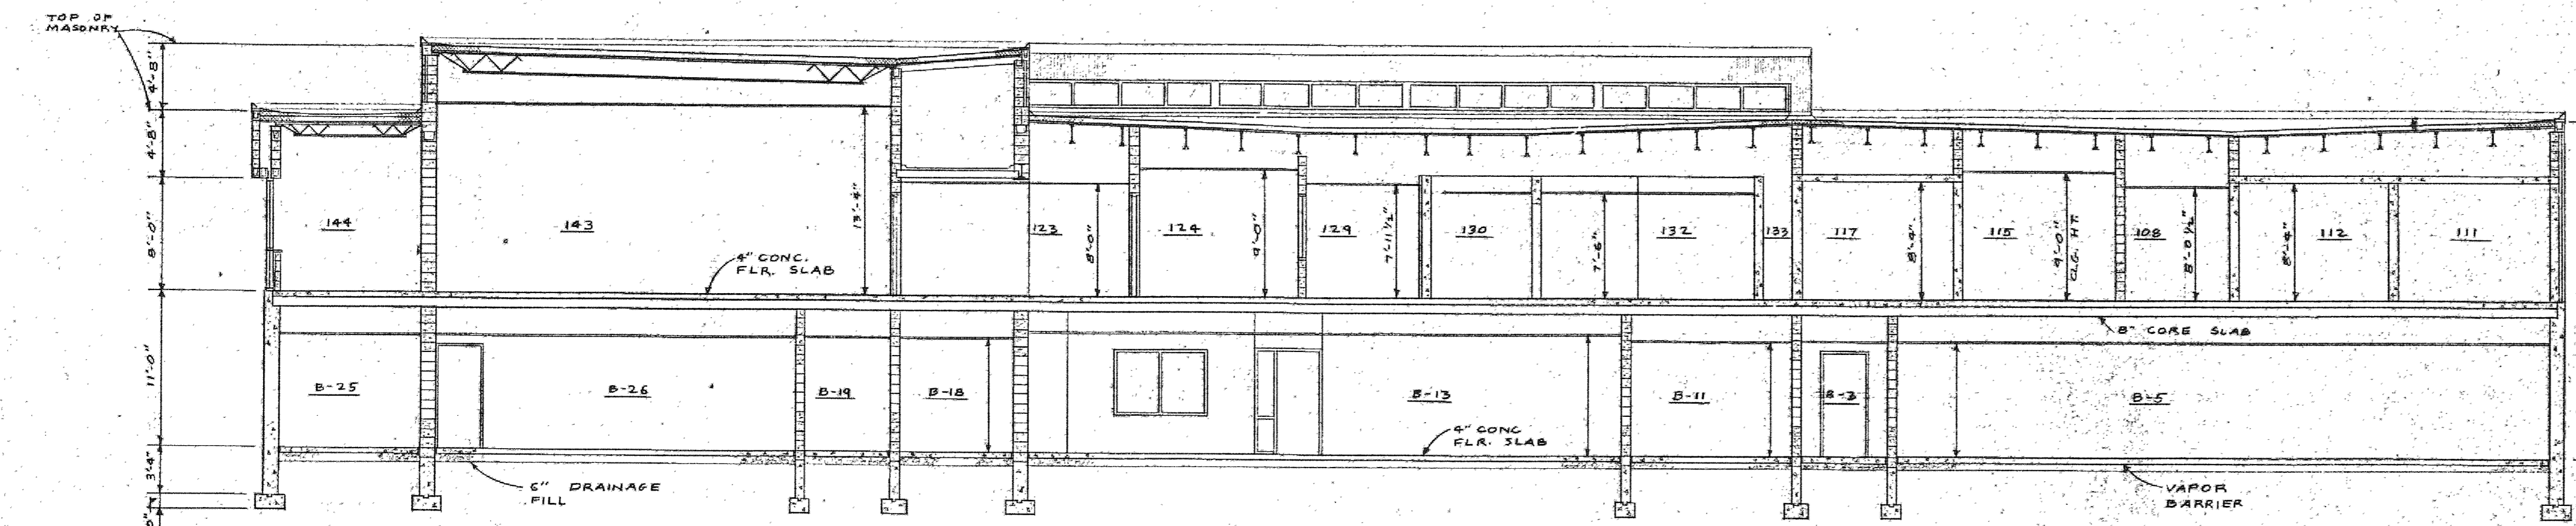 TOP OF
MASONRY
4'-8"
4'-8"
8'-0"
11'-0"
3'-4"
144
143
13'-4"
4" CONC.
FLR. SLAB
123
8'-0"
124
9'-0"
129
7'-11 1/2"
130
7'-6"
132
133
117
8'-4"
115
9'-0"
CLG. HT.
108
8'-0 1/2"
8'-4"
112
111
8" CORE SLAB
B-25
B-26
B-19
B-18
B-13
B-11
B-5
4" CONC
FLR. SLAB
6" DRAINAGE
FILL
VAPOR
BARRIER